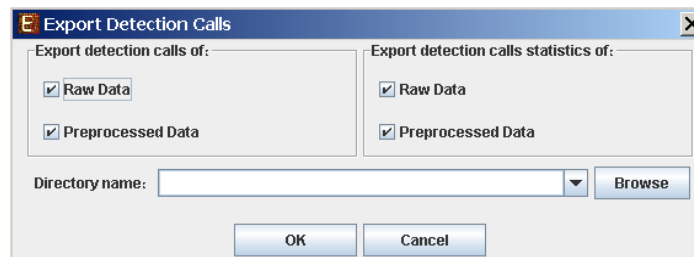 E Export Detection Calls
Export detection calls of:
Raw Data
Preprocessed Data
Export detection calls statistics of:
Raw Data
Preprocessed Data
Directory name:
Browse
OK
Cancel